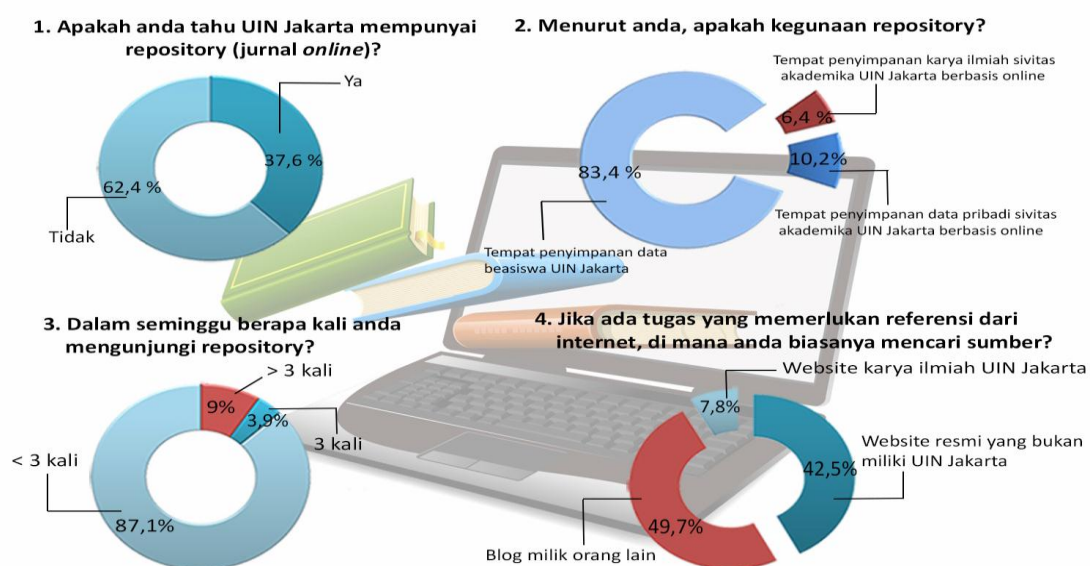 1. Apakah anda tahu UIN Jakarta mempunyai
repository (jurnal online)?
Ya
37,6 %
62,4 %
Tidak
2. Menurut anda, apakah kegunaan repository?
Tempat penyimpanan karya ilmiah sivitas
akademika UIN Jakarta berbasis online
6,4 %
10,2%
83,4 %
Tempat penyimpanan data pribadi sivitas
akademika UIN Jakarta berbasis online
Tempat penyimpanan data
beasiswa UIN Jakarta
3. Dalam seminggu berapa kali anda
mengunjungi repository?
> 3 kali
9%
3,9%
3 kali
< 3 kali
87,1%
4. Jika ada tugas yang memerlukan referensi dari
internet, di mana anda biasanya mencari sumber?
Website karya ilmiah UIN Jakarta
7,8%
Website resmi yang bukan
miliki UIN Jakarta
42,5%
49,7%
Blog milik orang lain